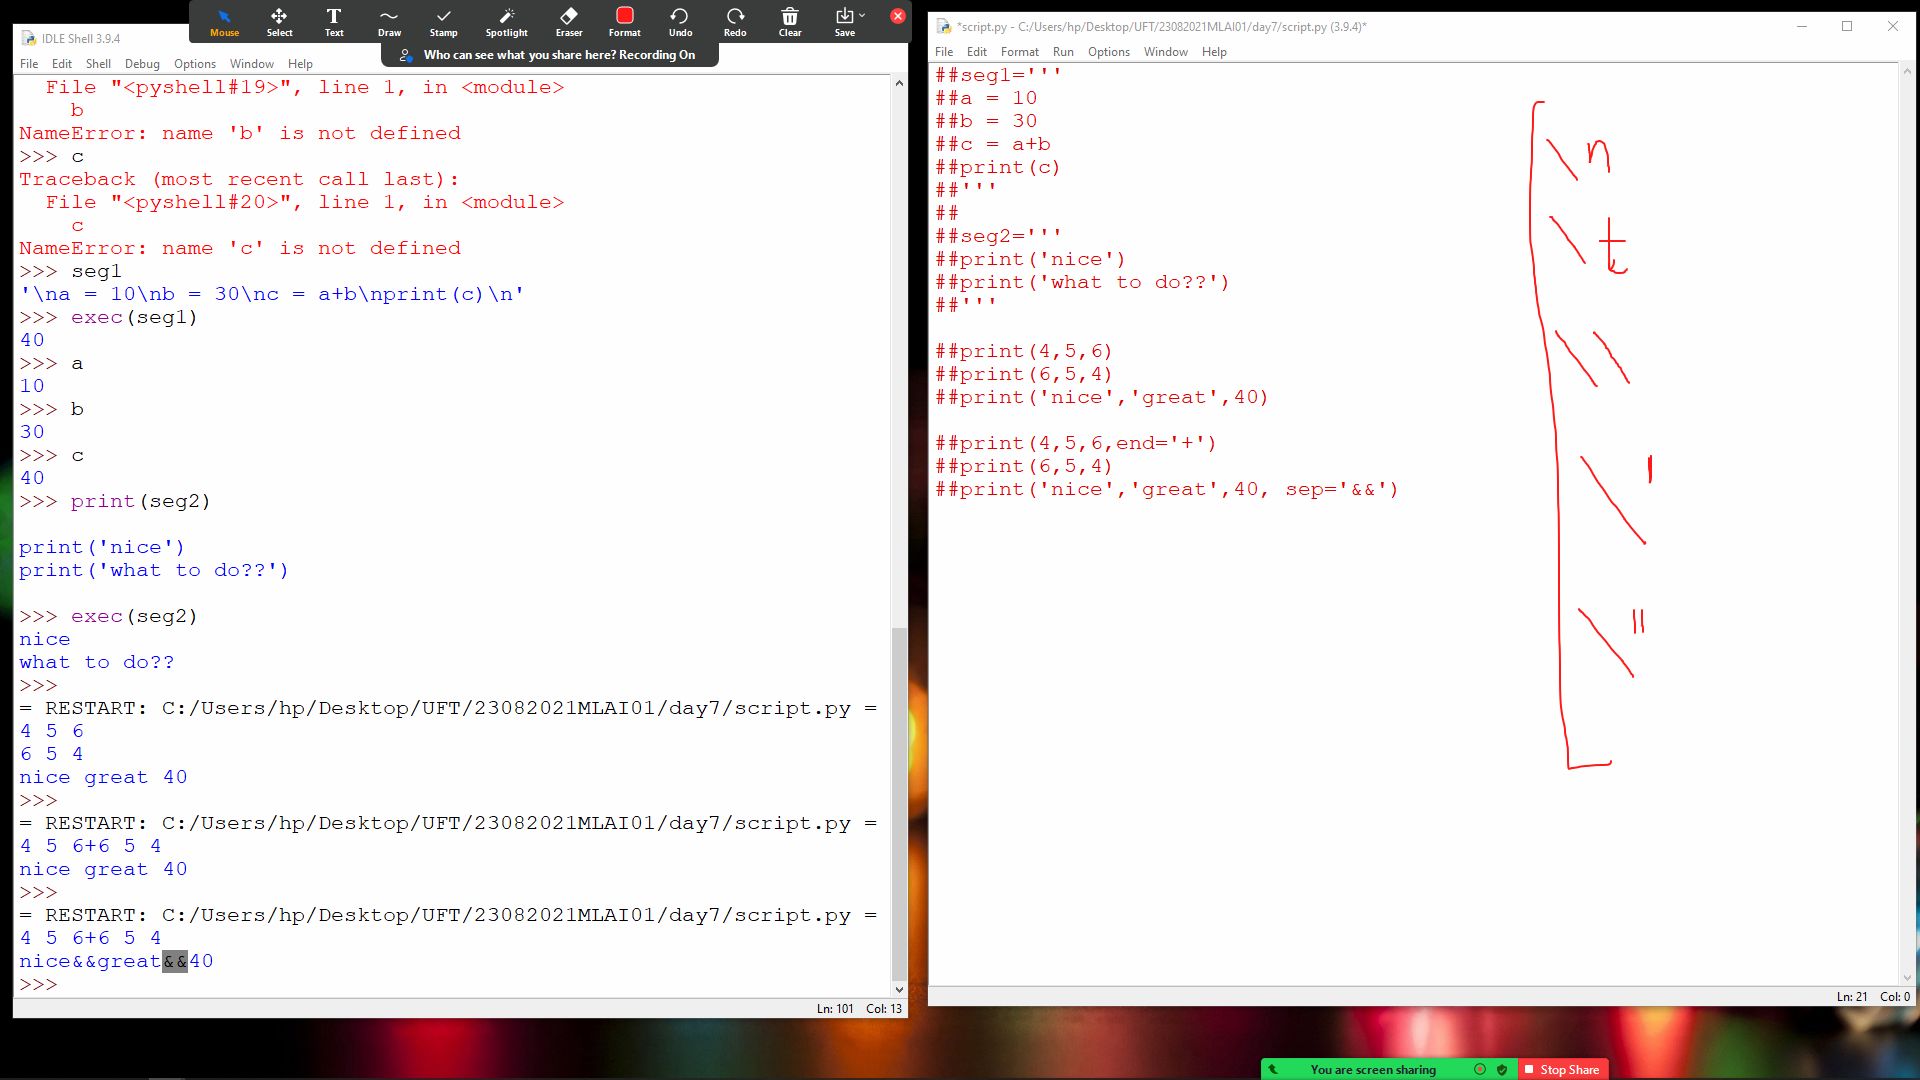 Mouse Select Text Draw Stamp Spotlight Eraser Format Undo Redo Clear Save
Who can see what you share here? Recording On
IDLE Shell 3.9.4
File Edit Shell Debug Options Window Help
File "<pyshell#19>", line 1, in <module>
b
NameError: name 'b' is not defined
>>> c
Traceback (most recent call last):
File "<pyshell#20>", line 1, in <module>
c
NameError: name 'c' is not defined
>>> seg1
'\na = 10\nb = 30\nc = a+b\nprint(c)\n'
>>> exec(seg1)
40
>>> a
10
>>> b
30
>>> c
40
>>> print(seg2)
print('nice')
print('what to do??')
>>> exec(seg2)
nice
what to do??
>>>
= RESTART: C:/Users/hp/Desktop/UFT/23082021MLAI01/day7/script.py =
4 5 6
6 5 4
nice great 40
>>>
= RESTART: C:/Users/hp/Desktop/UFT/23082021MLAI01/day7/script.py =
4 5 6+6 5 4
nice great 40
>>>
= RESTART: C:/Users/hp/Desktop/UFT/23082021MLAI01/day7/script.py =
4 5 6+6 5 4
nice&&great&&40
>>>
Ln: 101 Col: 13
*script.py - C:/Users/hp/Desktop/UFT/23082021MLAI01/day7/script.py (3.9.4)*
File Edit Format Run Options Window Help
##seg1='''
##a = 10
##b = 30
##c = a+b
##print(c)
##'''
##
##seg2='''
##print('nice')
##print('what to do??')
##'''
##print(4,5,6)
##print(6,5,4)
##print('nice','great',40)
##print(4,5,6,end='+')
##print(6,5,4)
##print('nice','great',40, sep='&&')
\n
\t
\\
\'
\"
Ln: 21 Col: 0
You are screen sharing Stop Share